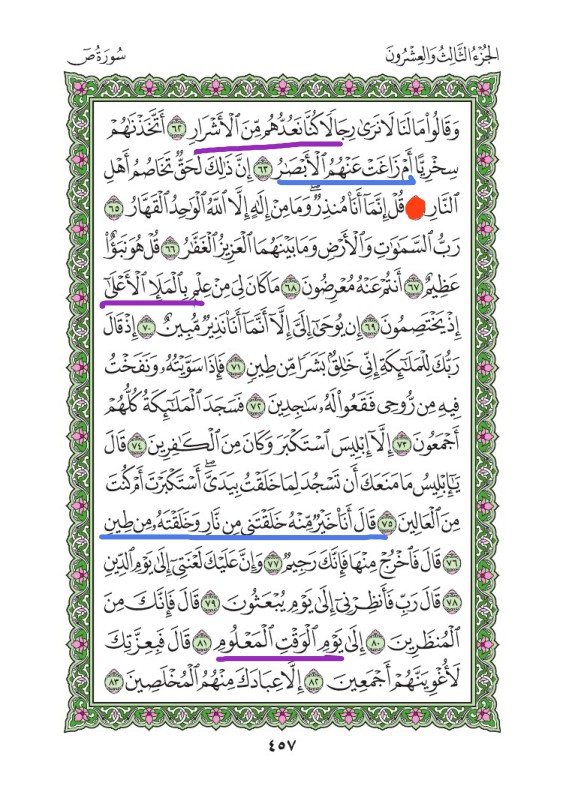 الجُزْءُ الثَّالِثُ وَالعِشْرُونَ سُورَةُ صٓ
وَقَالُوا۟ مَا لَنَا لَا نَرَىٰ رِجَالًا كُنَّا نَعُدُّهُم مِّنَ ٱلْأَشْرَارِ ٦٢ أَتَّخَذْنَٰهُمْ
سِخْرِيًّا أَمْ زَاغَتْ عَنْهُمُ ٱلْأَبْصَٰرُ ٦٣ إِنَّ ذَٰلِكَ لَحَقٌّ تَخَاصُمُ أَهْلِ
ٱلنَّارِ قُلْ إِنَّمَآ أَنَا۠ مُنذِرٌ ۖ وَمَا مِنْ إِلَٰهٍ إِلَّا ٱللَّهُ ٱلْوَٰحِدُ ٱلْقَهَّارُ ٦٥
رَبُّ ٱلسَّمَٰوَٰتِ وَٱلْأَرْضِ وَمَا بَيْنَهُمَا ٱلْعَزِيزُ ٱلْغَفَّٰرُ ٦٦ قُلْ هُوَ نَبَؤٌا۟
عَظِيمٌ ٦٧ أَنتُمْ عَنْهُ مُعْرِضُونَ ٦٨ مَا كَانَ لِىَ مِنْ عِلْمٍۭ بِٱلْمَلَإِ ٱلْأَعْلَىٰٓ
إِذْ يَخْتَصِمُونَ ٦٩ إِن يُوحَىٰٓ إِلَىَّ إِلَّآ أَنَّمَآ أَنَا۠ نَذِيرٌ مُّبِينٌ ٧٠ إِذْ قَالَ
رَبُّكَ لِلْمَلَٰٓئِكَةِ إِنِّى خَٰلِقٌۢ بَشَرًا مِّن طِينٍ ٧١ فَإِذَا سَوَّيْتُهُۥ وَنَفَخْتُ
فِيهِ مِن رُّوحِى فَقَعُوا۟ لَهُۥ سَٰجِدِينَ ٧٢ فَسَجَدَ ٱلْمَلَٰٓئِكَةُ كُلُّهُمْ
أَجْمَعُونَ ٧٣ إِلَّآ إِبْلِيسَ ٱسْتَكْبَرَ وَكَانَ مِنَ ٱلْكَٰفِرِينَ ٧٤ قَالَ
يَٰٓإِبْلِيسُ مَا مَنَعَكَ أَن تَسْجُدَ لِمَا خَلَقْتُ بِيَدَىَّ ۖ أَسْتَكْبَرْتَ أَمْ كُنتَ
مِنَ ٱلْعَالِينَ ٧٥ قَالَ أَنَا۠ خَيْرٌ مِّنْهُ ۖ خَلَقْتَنِى مِن نَّارٍ وَخَلَقْتَهُۥ مِن طِينٍ
٧٦ قَالَ فَٱخْرُجْ مِنْهَا فَإِنَّكَ رَجِيمٌ ٧٧ وَإِنَّ عَلَيْكَ لَعْنَتِىٓ إِلَىٰ يَوْمِ ٱلدِّينِ
٧٨ قَالَ رَبِّ فَأَنظِرْنِىٓ إِلَىٰ يَوْمِ يُبْعَثُونَ ٧٩ قَالَ فَإِنَّكَ مِنَ
ٱلْمُنظَرِينَ ٨٠ إِلَىٰ يَوْمِ ٱلْوَقْتِ ٱلْمَعْلُومِ ٨١ قَالَ فَبِعِزَّتِكَ
لَأُغْوِيَنَّهُمْ أَجْمَعِينَ ٨٢ إِلَّا عِبَادَكَ مِنْهُمُ ٱلْمُخْلَصِينَ ٨٣
٤٥٧